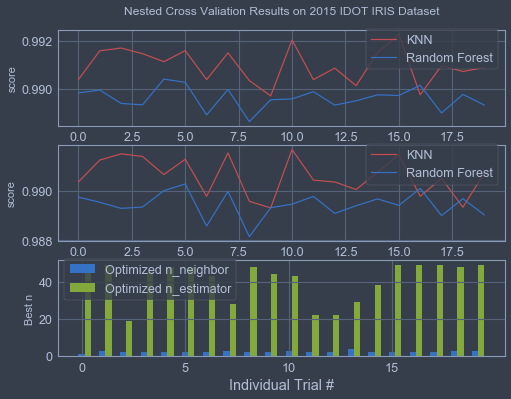 Nested Cross Valiation Results on 2015 IDOT IRIS Dataset
score
0.992
0.990
KNN
Random Forest
0.0 2.5 5.0 7.5 10.0 12.5 15.0 17.5
score
0.990
0.988
KNN
Random Forest
0.0 2.5 5.0 7.5 10.0 12.5 15.0 17.5
Best n
40
20
0
Optimized n_neighbor
Optimized n_estimator
0 5 10 15
Individual Trial #